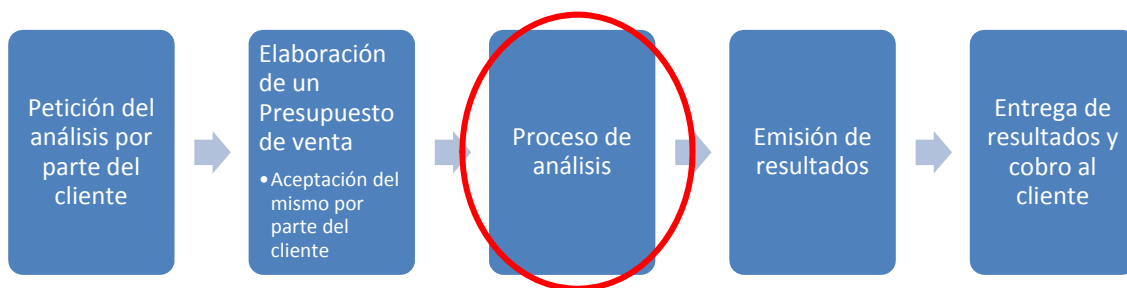 Petición del
análisis por
parte del
cliente
Elaboración
de un
Presupuesto
de venta
•Aceptación del
mismo por
parte del
cliente
Proceso de
análisis
Emisión de
resultados
Entrega de
resultados y
cobro al
cliente